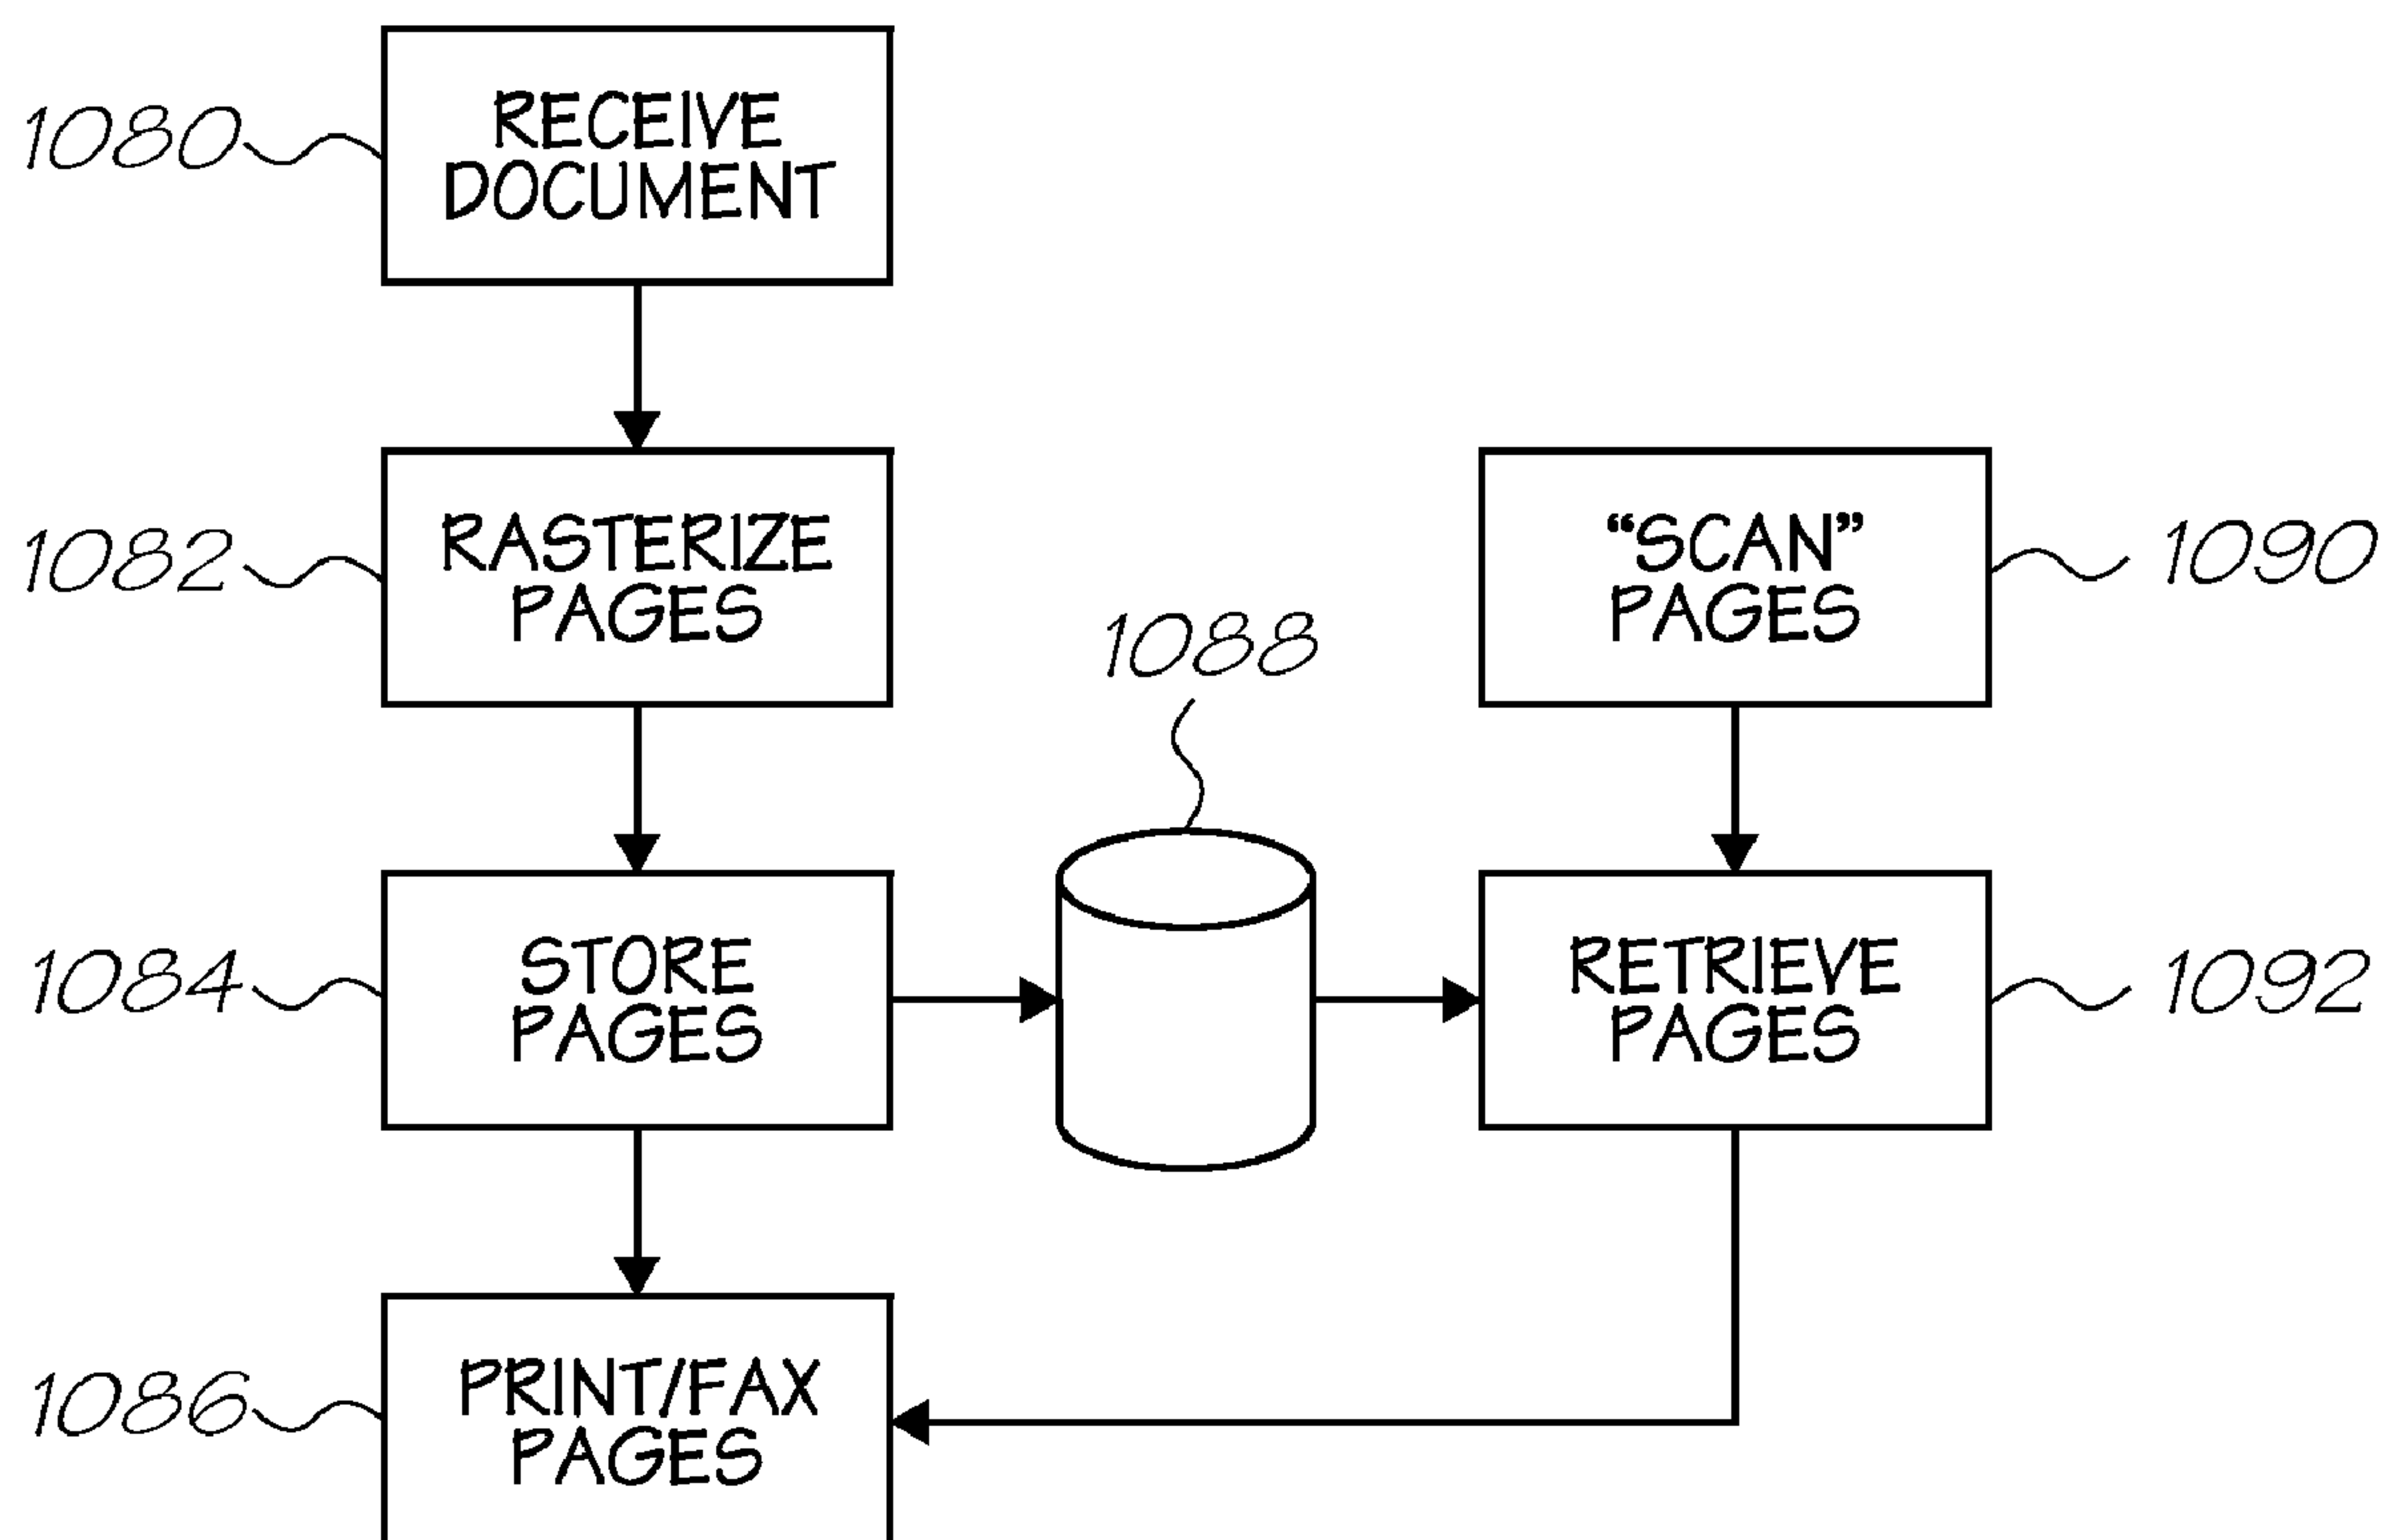 1080
RECEIVE
DOCUMENT
1082
RASTERIZE
PAGES
“SCAN”
PAGES
1090
1088
1084
STORE
PAGES
RETRIEVE
PAGES
1092
1086
PRINT/FAX
PAGES